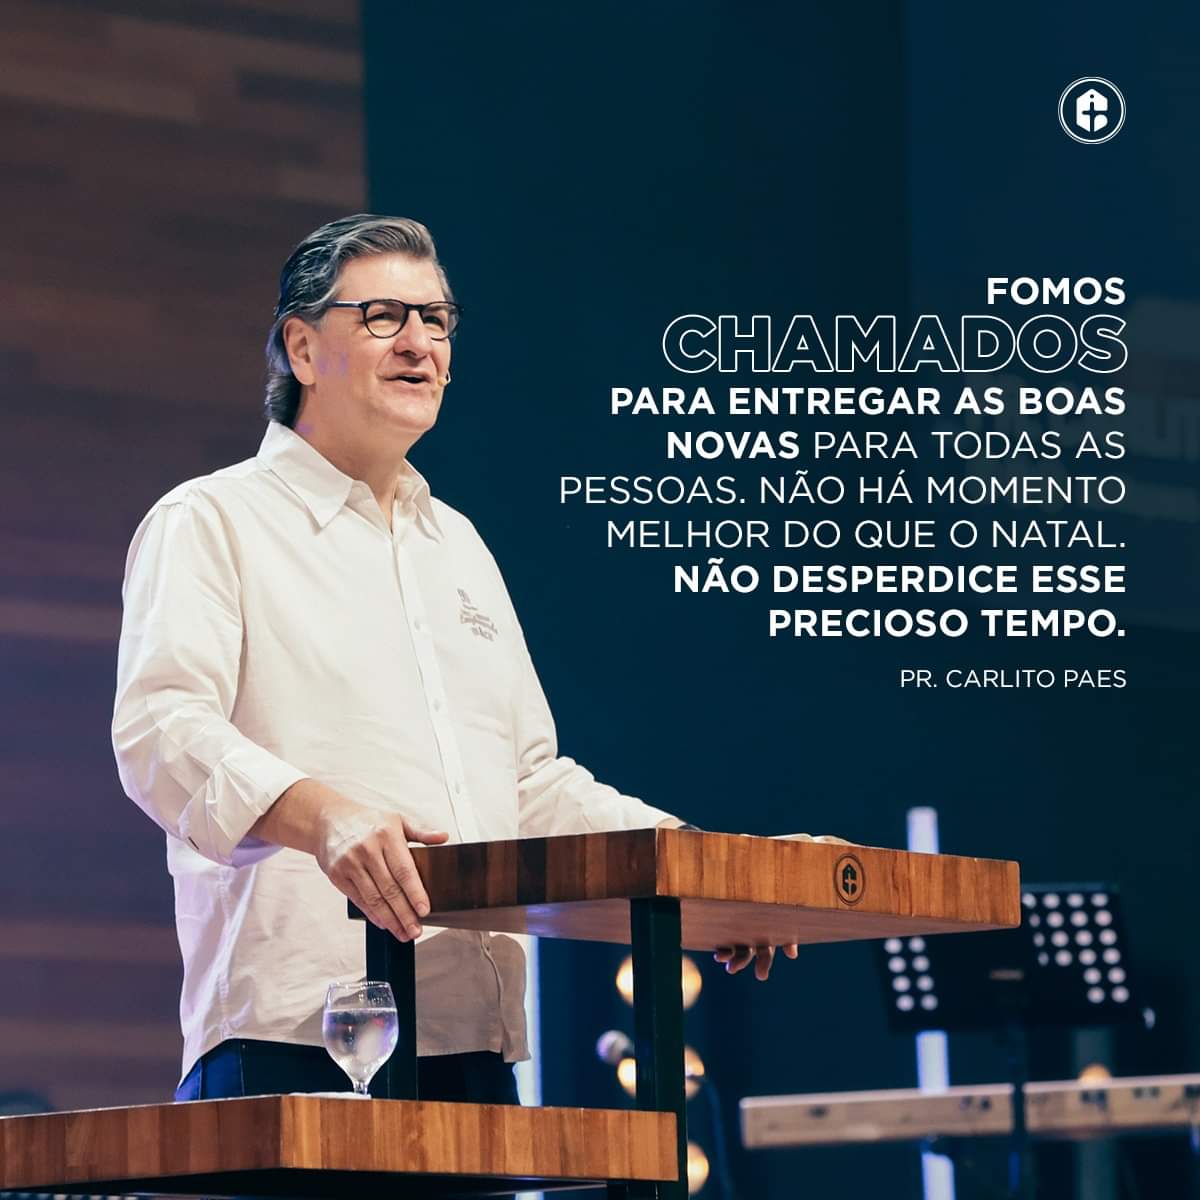 FOMOS
CHAMADOS
PARA ENTREGAR AS BOAS
NOVAS PARA TODAS AS
PESSOAS. NÃO HÁ MOMENTO
MELHOR DO QUE O NATAL.
NÃO DESPERDICE ESSE
PRECIOSO TEMPO.
PR. CARLITO PAES